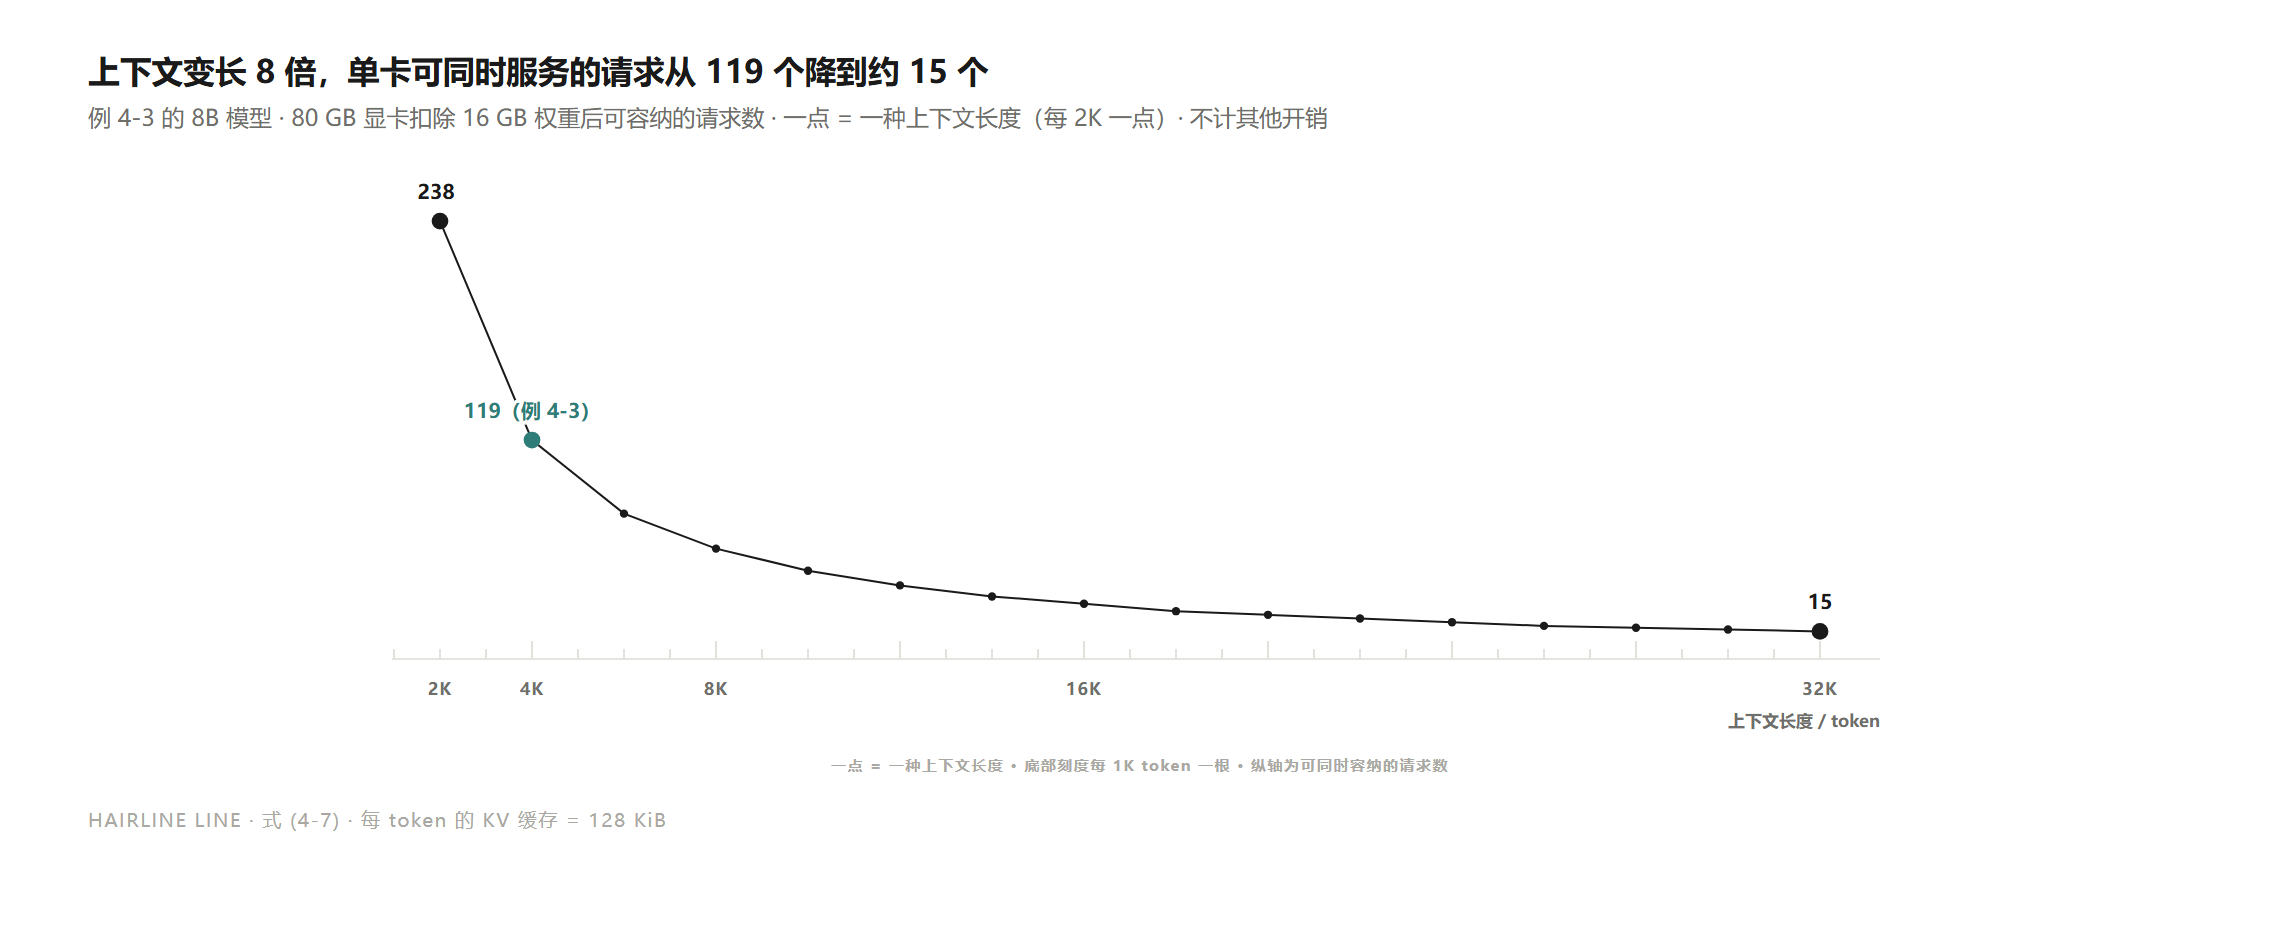 上下文变长 8 倍，单卡可同时服务的请求从 119 个降到约 15 个
例 4-3 的 8B 模型 · 80 GB 显卡扣除 16 GB 权重后可容纳的请求数 · 一点 = 一种上下文长度（每 2K 一点）· 不计其他开销
238
119（例 4-3）
15
2K 4K 8K 16K 32K
上下文长度 / token
一点 = 一种上下文长度 • 底部刻度每 1K token 一根 • 纵轴为可同时容纳的请求数
HAIRLINE LINE · 式 (4-7) · 每 token 的 KV 缓存 = 128 KiB